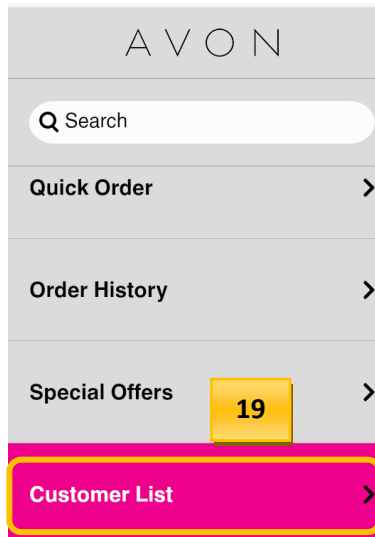 AVON
Search
Quick Order
Order History
Special Offers
19
Customer List